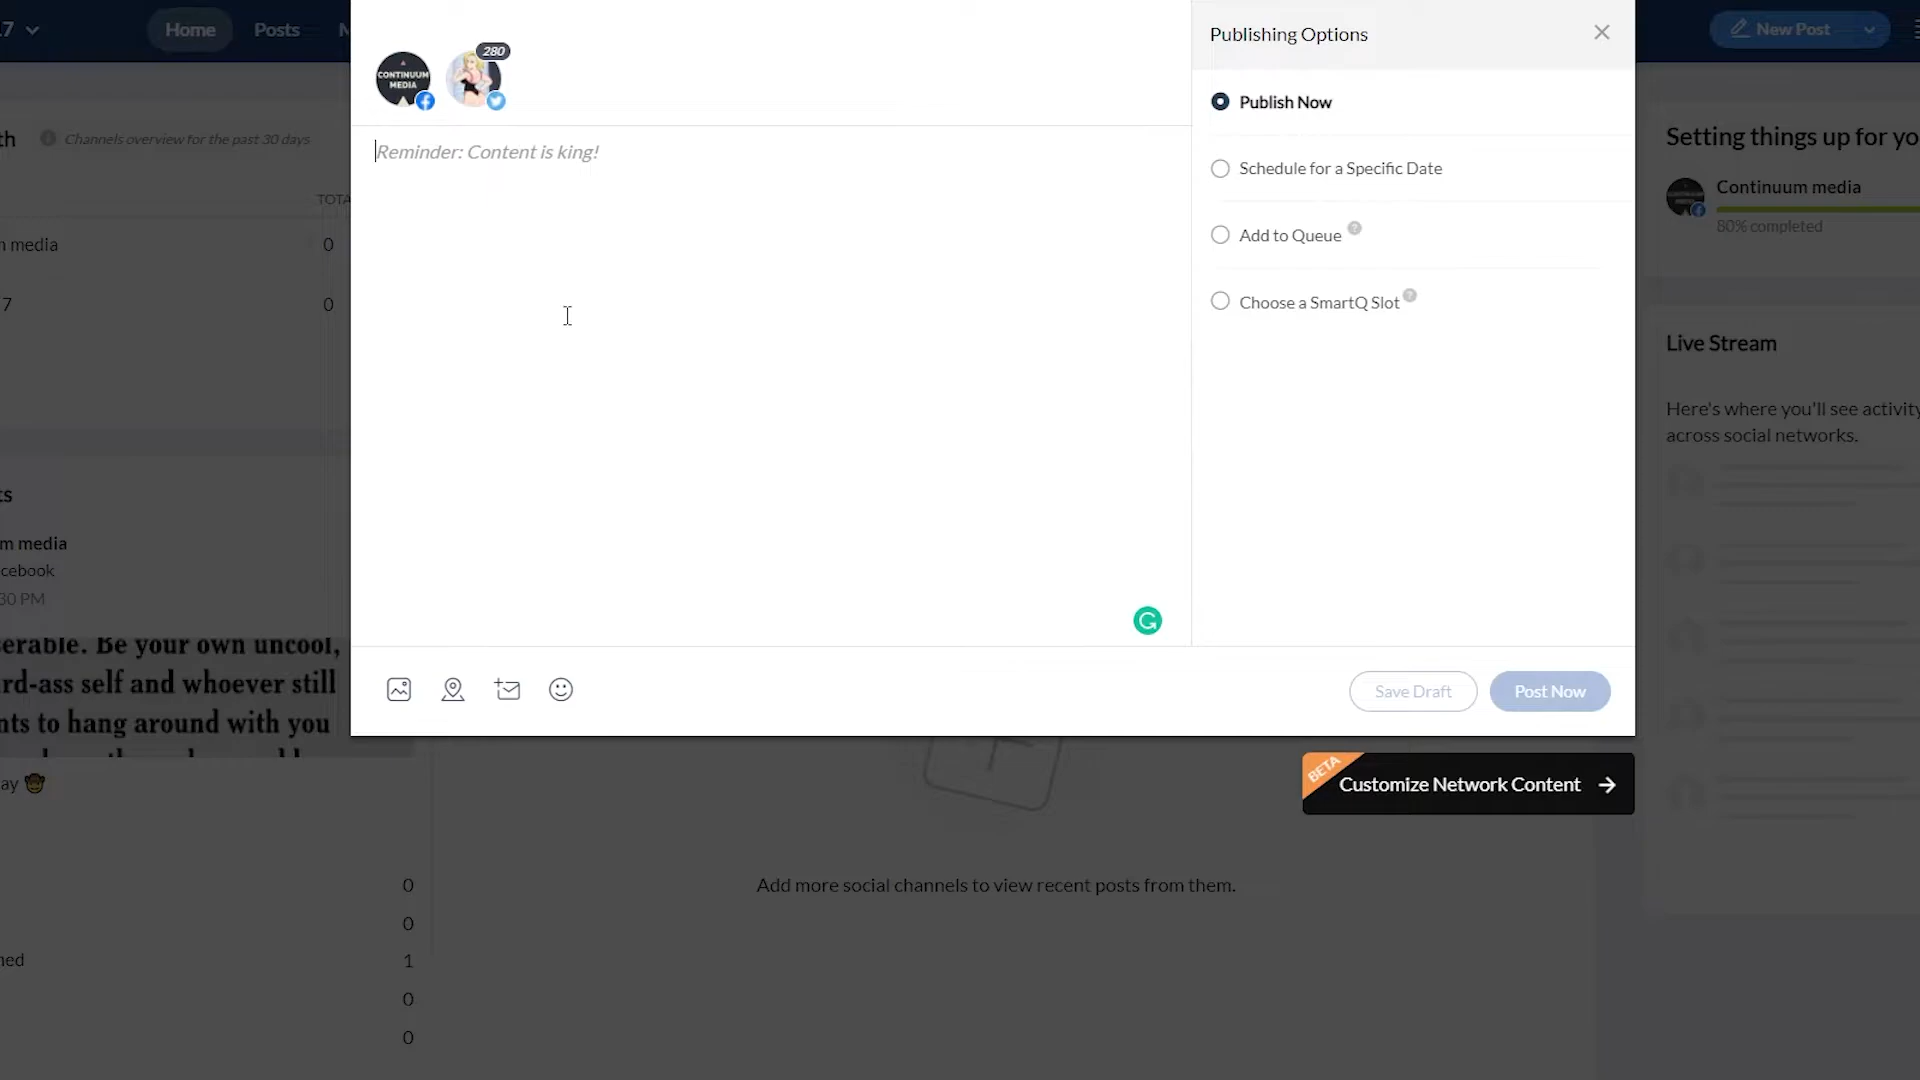 7
Home
Posts
New Post
280
CONTINUUM
MEDIA
Reminder: Content is king!
Publishing Options
Publish Now
Schedule for a Specific Date
Add to Queue ?
Choose a SmartQ Slot ?
Save Draft
Post Now
BETA
Customize Network Content
th
Channels overview for the past 30 days
TOTA
m media
0
7
0
ts
m media
cebook
30 PM
serable. Be your own uncool,
rd-ass self and whoever still
nts to hang around with you
ay
0
0
ned
1
0
0
Add more social channels to view recent posts from them.
Setting things up for yo
Continuum media
80% completed
Live Stream
Here's where you'll see activity
across social networks.